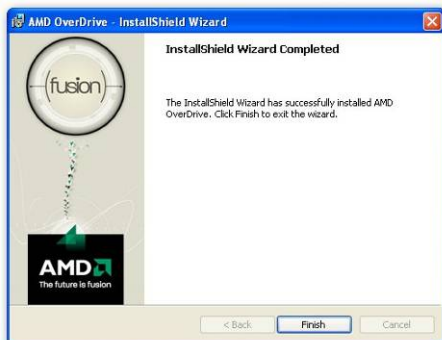 AMD OverDrive - InstallShield Wizard
InstallShield Wizard Completed
(fusion)
The InstallShield Wizard has successfully installed AMD
OverDrive. Click Finish to exit the wizard.
AMD
The future is fusion
< Back
Finish
Cancel